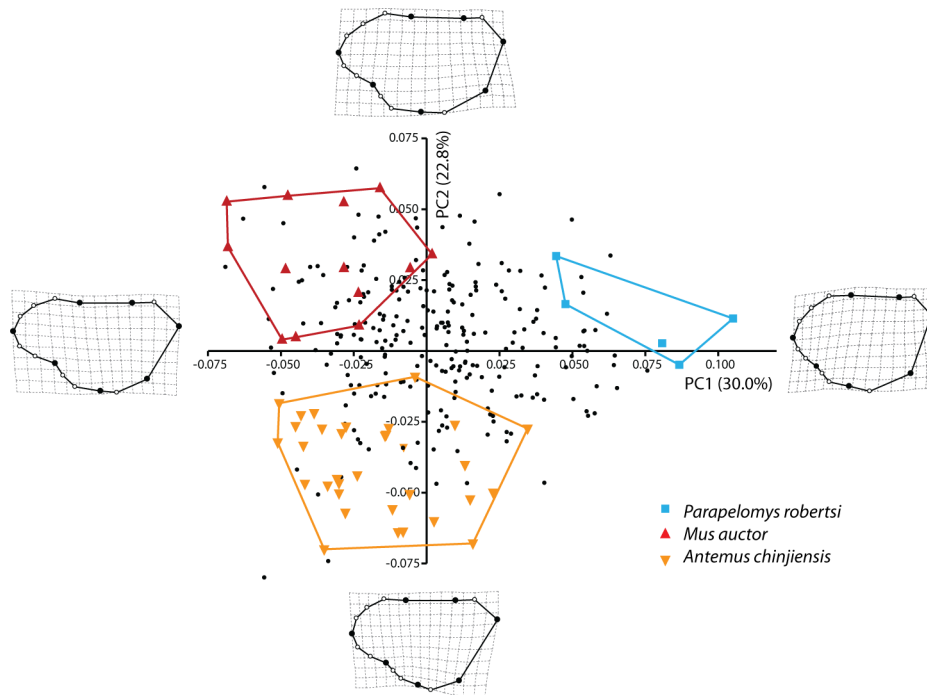 0.075
PC2 (22.8%)
0.050
0.025
-0.075
-0.050
-0.025
0.025
0.050
0.075
0.100
PC1 (30.0%)
-0.025
-0.050
-0.075
Parapelomys robertsi
Mus auctor
Antemus chinjiensis